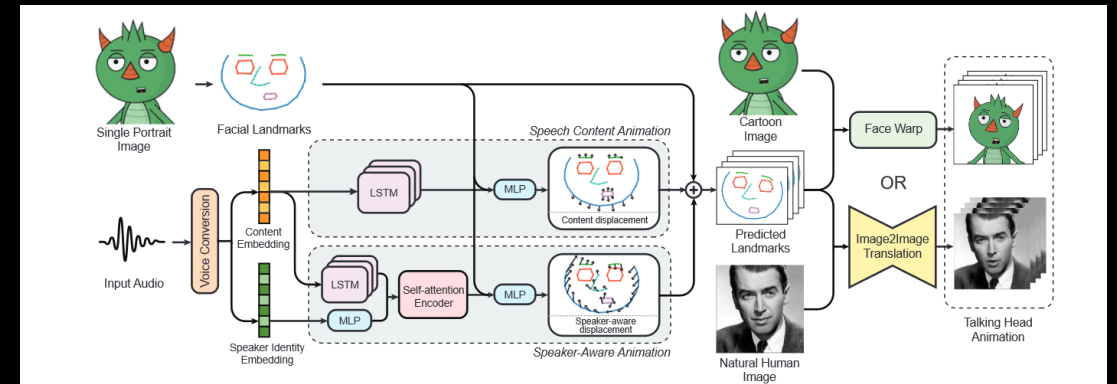 Single Portrait
Image
Facial Landmarks
Input Audio
Voice Conversion
Content
Embedding
Speaker Identity
Embedding
Speech Content Animation
LSTM
MLP
Content displacement
LSTM
MLP
Self-attention
Encoder
MLP
Speaker-aware
displacement
Speaker-Aware Animation
Cartoon
Image
Predicted
Landmarks
Natural Human
Image
Face Warp
OR
Image2Image
Translation
Talking Head
Animation